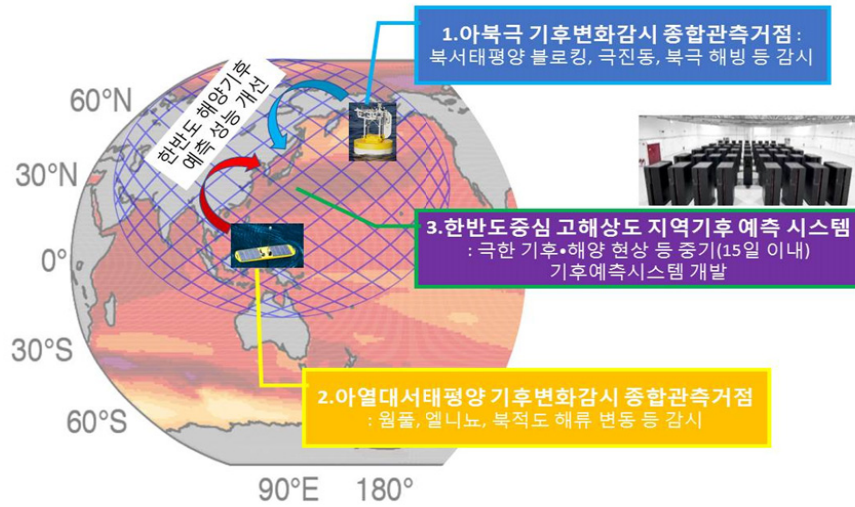 1.아북극 기후변화감시 종합관측거점 :
북서태평양 블로킹, 극진동, 북극 해빙 등 감시
한반도 해양기후
예측 성능 개선
60°N
30°N
0°
30°S
60°S
3.한반도중심 고해상도 지역기후 예측 시스템
: 극한 기후•해양 현상 등 중기(15일 이내)
기후예측시스템 개발
2.아열대서태평양 기후변화감시 종합관측거점
: 웜풀, 엘니뇨, 북적도 해류 변동 등 감시
90°E
180°